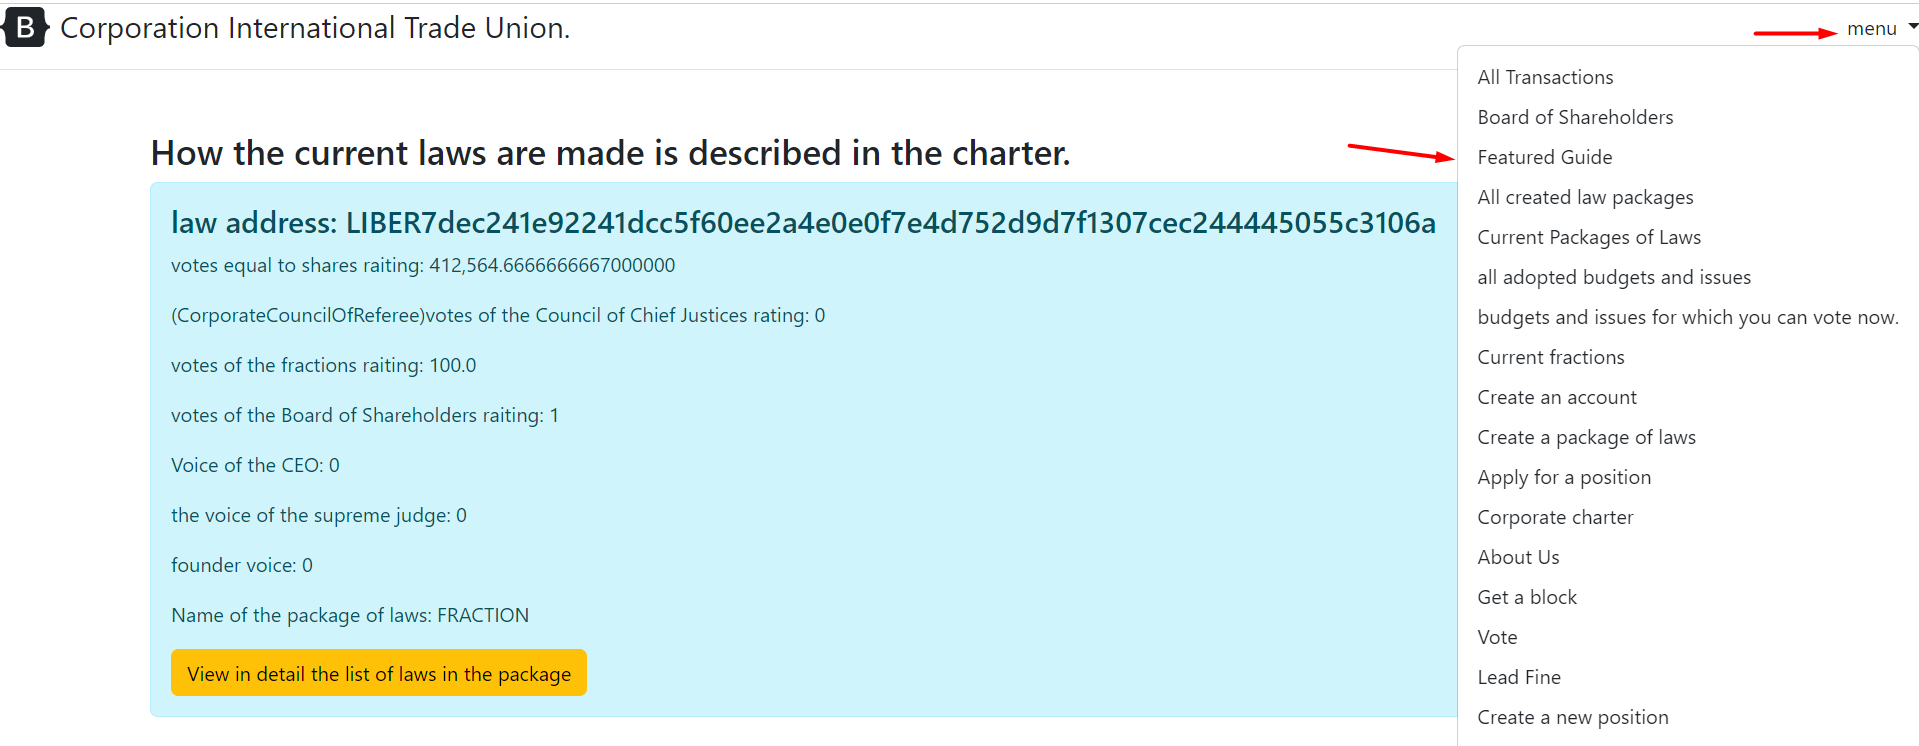 B Corporation International Trade Union.
menu
How the current laws are made is described in the charter.
law address: LIBER7dec241e92241dcc5f60ee2a4e0e0f7e4d752d9d7f1307cec244445055c3106a
votes equal to shares raiting: 412,564.6666666667000000
(CorporateCouncilOfReferee)votes of the Council of Chief Justices rating: 0
votes of the fractions raiting: 100.0
votes of the Board of Shareholders raiting: 1
Voice of the CEO: 0
the voice of the supreme judge: 0
founder voice: 0
Name of the package of laws: FRACTION
View in detail the list of laws in the package
All Transactions
Board of Shareholders
Featured Guide
All created law packages
Current Packages of Laws
all adopted budgets and issues
budgets and issues for which you can vote now.
Current fractions
Create an account
Create a package of laws
Apply for a position
Corporate charter
About Us
Get a block
Vote
Lead Fine
Create a new position